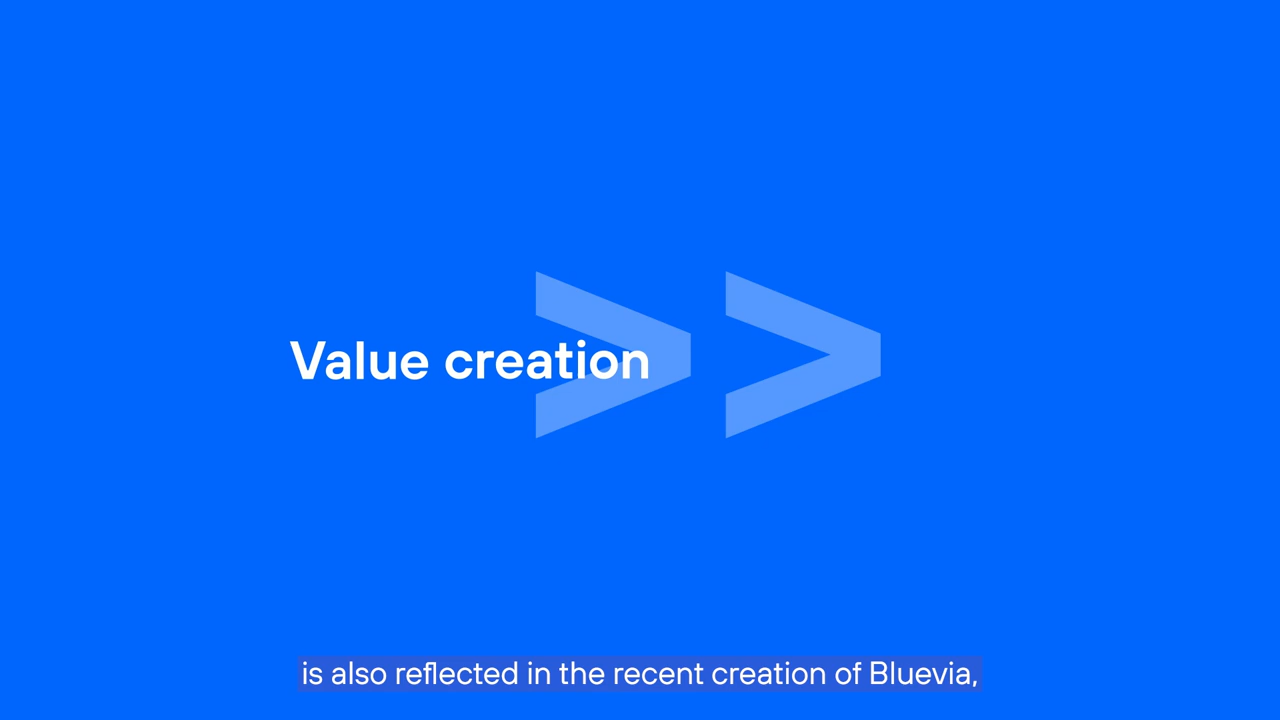 Value creation
is also reflected in the recent creation of Bluevia,